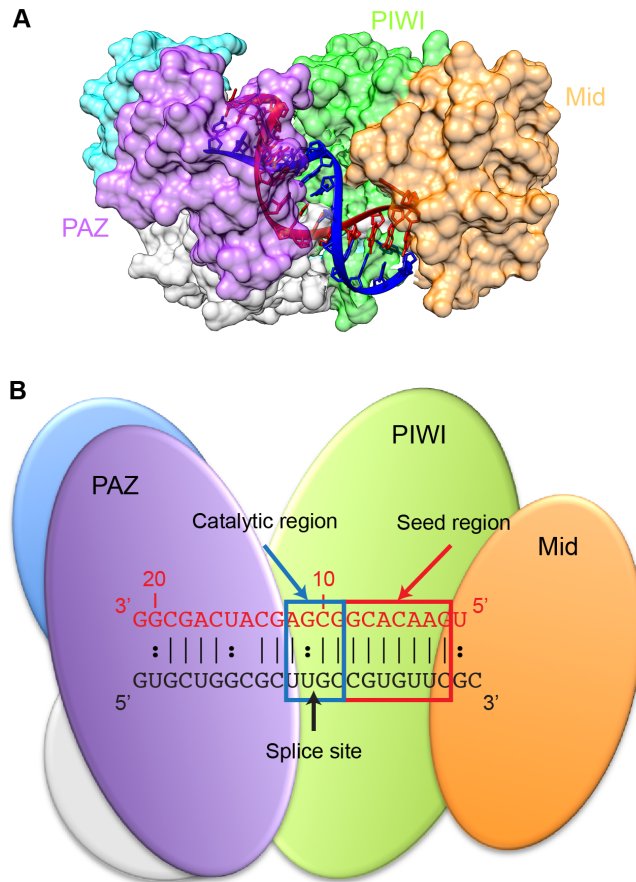 A
PIWI
Mid
PAZ
B
PIWI
PAZ
Catalytic region
Seed region
Mid
20
10
3’ GGCGACUACGAGCGGCACAAGU 5’
5’ GUGCUGGCGCUUGCCGUGUUCGC 3’
Splice site